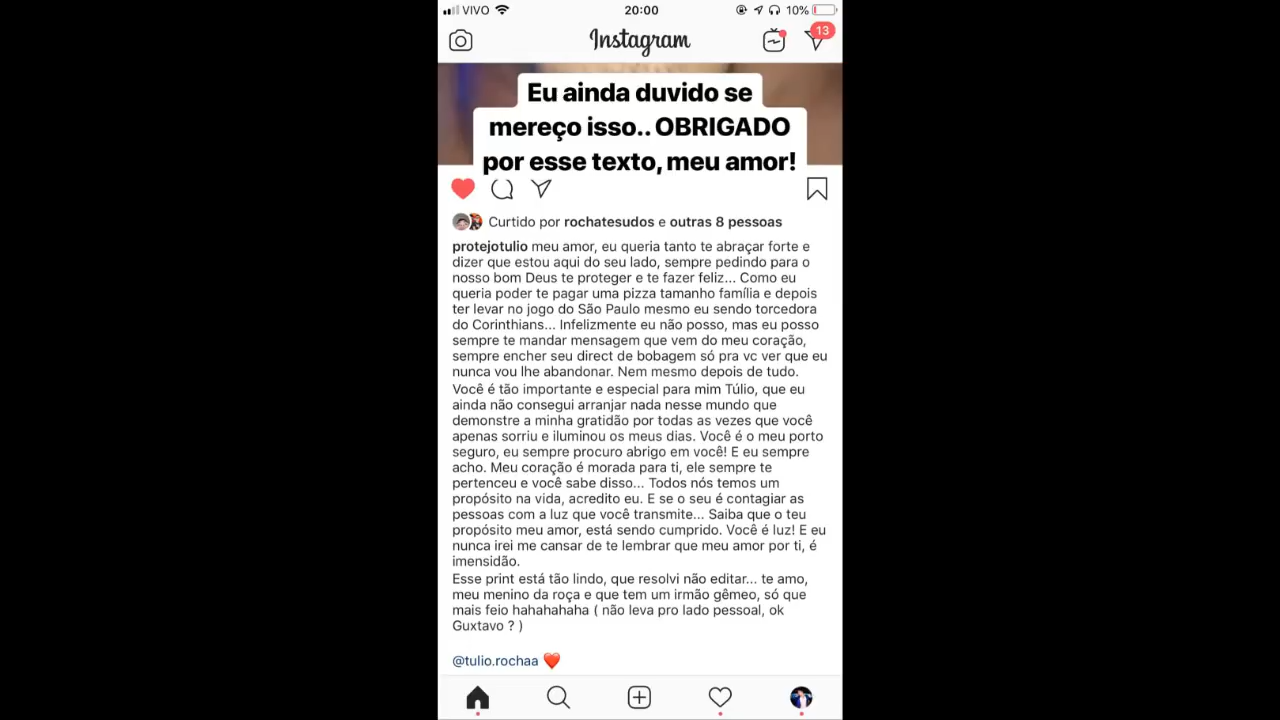 VIVO 20:00 10%
Instagram 13
Eu ainda duvido se
mereço isso.. OBRIGADO
por esse texto, meu amor!
Curtido por rochatesudos e outras 8 pessoas
protejotulio meu amor, eu queria tanto te abraçar forte e
dizer que estou aqui do seu lado, sempre pedindo para o
nosso bom Deus te proteger e te fazer feliz... Como eu
queria poder te pagar uma pizza tamanho família e depois
ter levar no jogo do São Paulo mesmo eu sendo torcedora
do Corinthians... Infelizmente eu não posso, mas eu posso
sempre te mandar mensagem que vem do meu coração,
sempre encher seu direct de bobagem só pra vc ver que eu
nunca vou lhe abandonar. Nem mesmo depois de tudo.
Você é tão importante e especial para mim Túlio, que eu
ainda não consegui arranjar nada nesse mundo que
demonstre a minha gratidão por todas as vezes que você
apenas sorriu e iluminou os meus dias. Você é o meu porto
seguro, eu sempre procuro abrigo em você! E eu sempre
acho. Meu coração é morada para ti, ele sempre te
pertenceu e você sabe disso... Todos nós temos um
propósito na vida, acredito eu. E se o seu é contagiar as
pessoas com a luz que você transmite... Saiba que o teu
propósito meu amor, está sendo cumprido. Você é luz! E eu
nunca irei me cansar de te lembrar que meu amor por ti, é
imensidão.
Esse print está tão lindo, que resolvi não editar... te amo,
meu menino da roça e que tem um irmão gêmeo, só que
mais feio hahahahaha ( não leva pro lado pessoal, ok
Guxtavo ? )
@tulio.rochaa ❤️